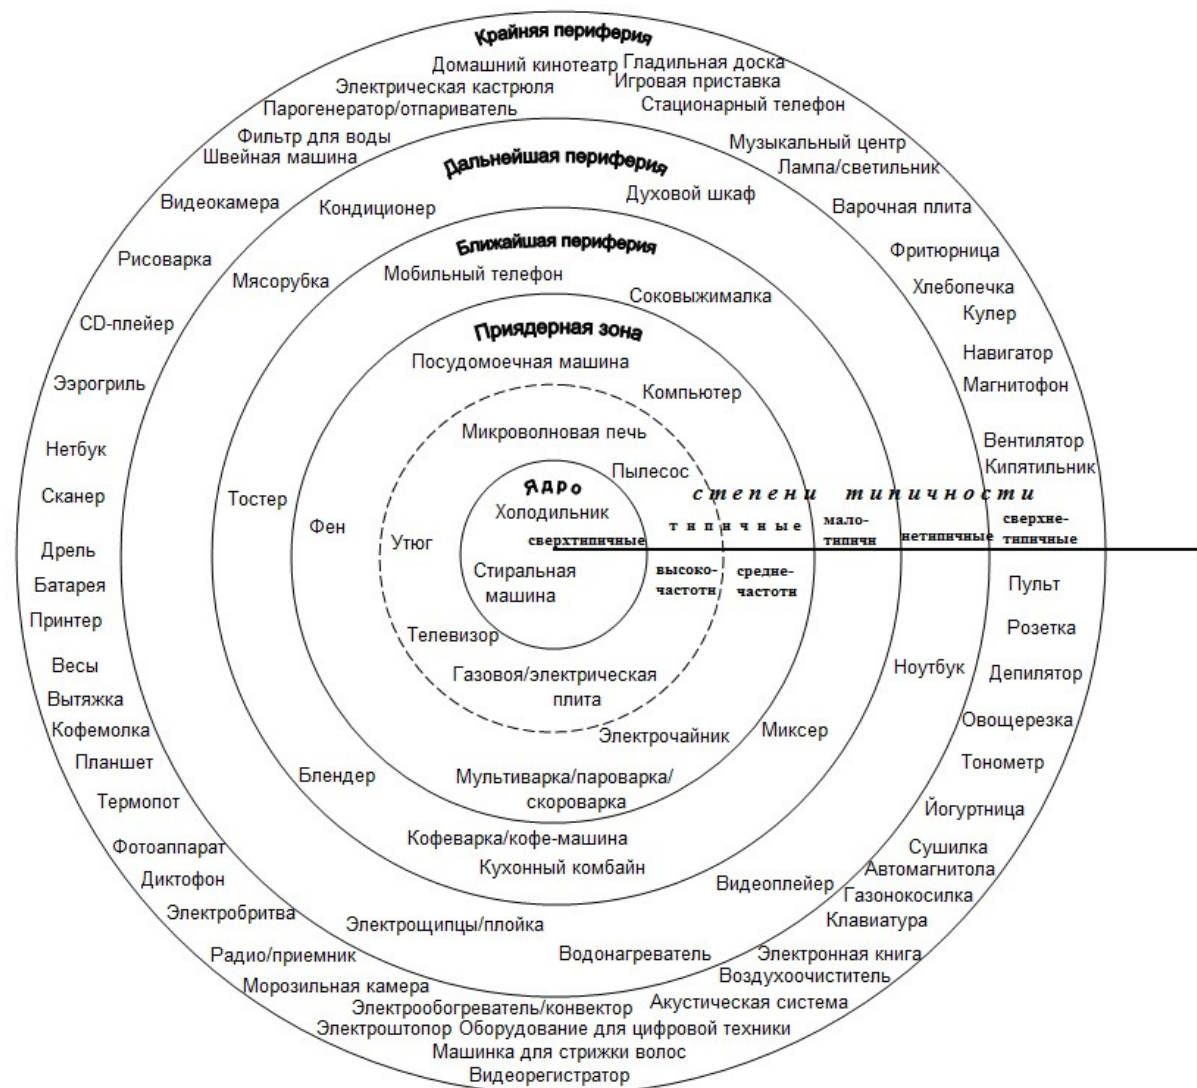 Крайняя периферия
Домашний кинотеатр
Гладильная доска
Электрическая кастрюля
Игровая приставка
Парогенератор/отпариватель
Стационарный телефон
Фильтр для воды
Швейная машина
Музыкальный центр
Лампа/светильник
Дальнейшая периферия
Видеокамера
Кондиционер
Духовой шкаф
Варочная плита
Ближайшая периферия
Рисоварка
Мясорубка
Мобильный телефон
Фритюрница
Соковыжималка
Хлебопечка
Кулер
CD-плейер
Приядерная зона
Навигатор
Посудомоечная машина
Ээрогриль
Компьютер
Магнитофон
Микроволновая печь
Нетбук
Вентилятор
Пылесос
Кипятильник
Ядро
Сканер
Тостер
степени типичности
Холодильник
Фен
типичные
мало-
типичн
нетипичные
сверхне-
типичные
Утюг
сверхтипичные
Дрель
Стиральная
машина
высоко-
частотн
средне-
частотн
Батарея
Пульт
Принтер
Розетка
Телевизор
Весы
Газовоя/электрическая
плита
Ноутбук
Депилятор
Вытяжка
Кофемолка
Электрочайник
Миксер
Овощерезка
Планшет
Блендер
Мультиварка/пароварка/
скороварка
Тонометр
Термопот
Йогуртница
Фотоаппарат
Кофеварка/кофе-машина
Сушилка
Кухонный комбайн
Автомагнитола
Диктофон
Видеоплейер
Газонокосилка
Электробритва
Электрощипцы/плойка
Клавиатура
Радио/приемник
Водонагреватель
Электронная книга
Воздухоочиститель
Морозильная камера
Электрообогреватель/конвектор
Акустическая система
Электроштопор
Оборудование для цифровой техники
Машинка для стрижки волос
Видеорегистратор